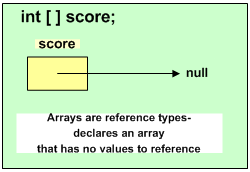 int [ ] score;
score
null
Arrays are reference types-
declares an array
that has no values to reference